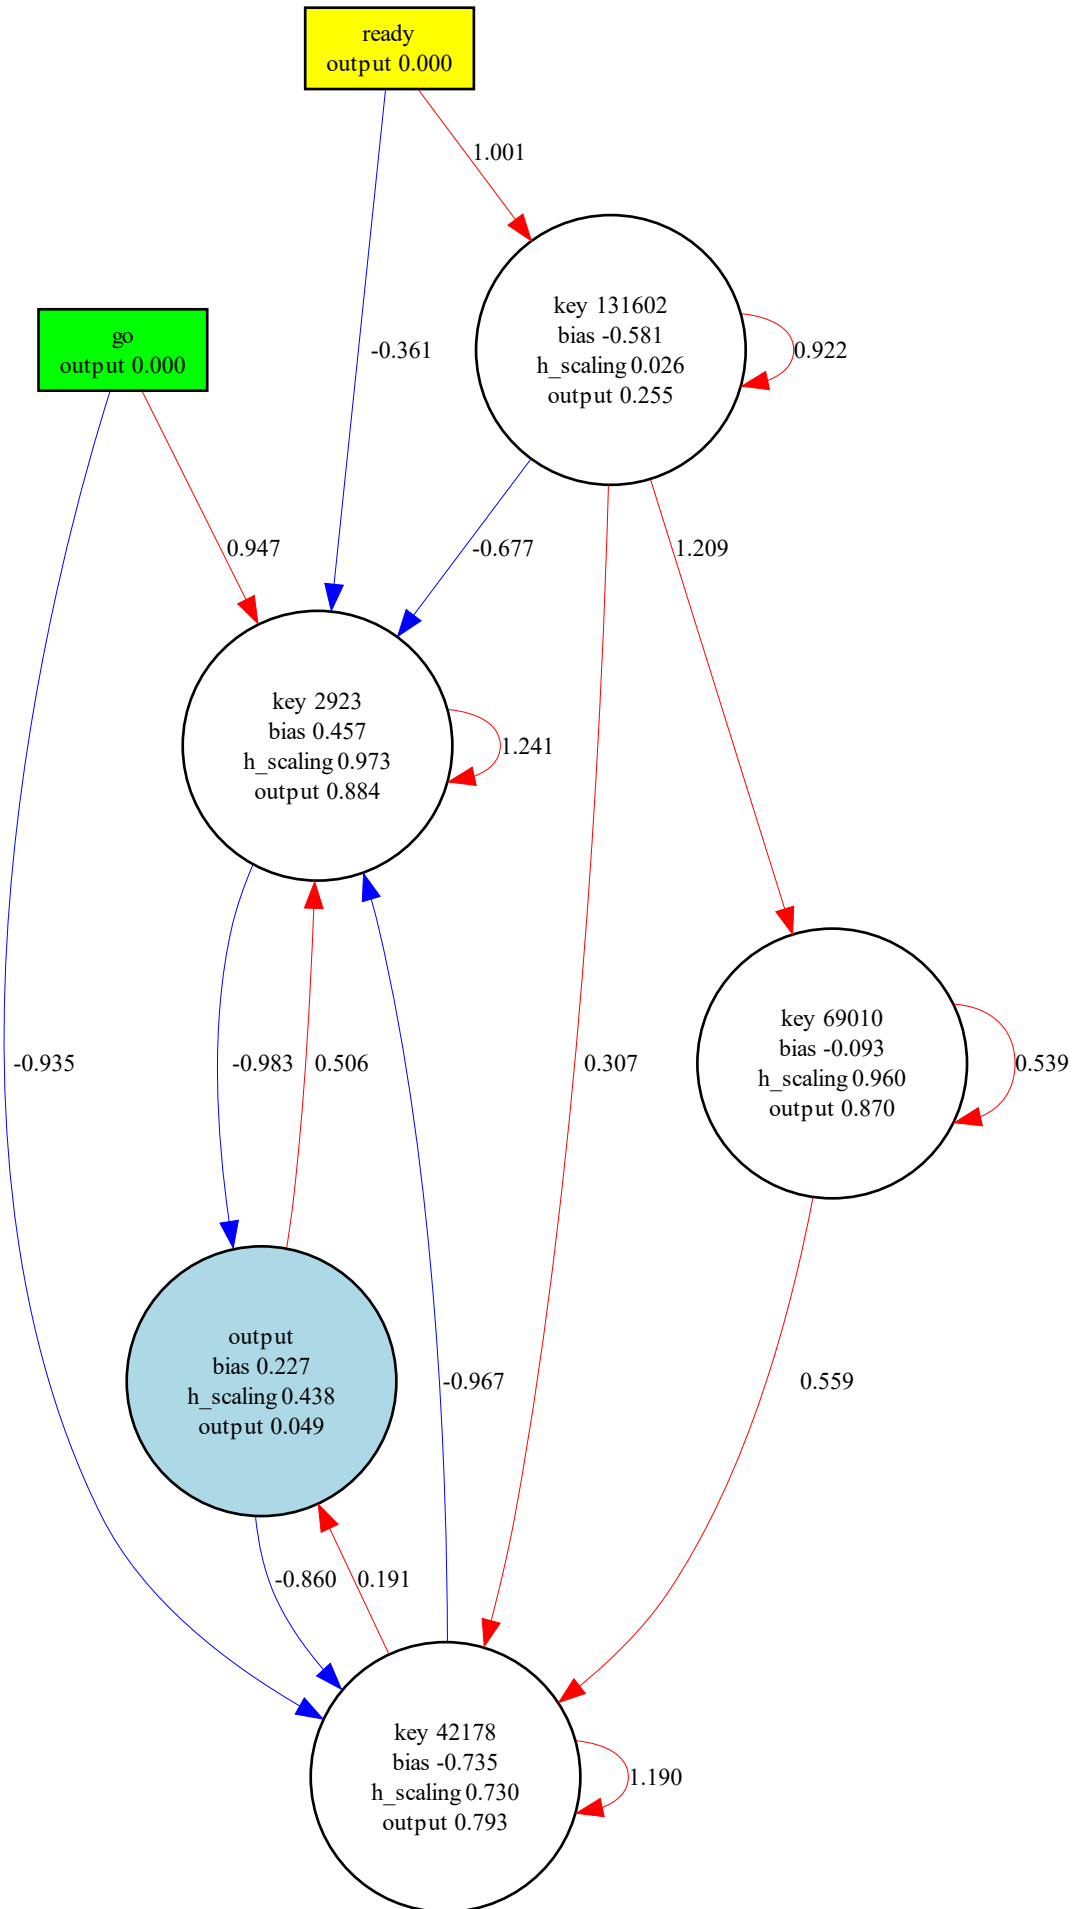 ready
output 0.000
1.001
key 131602
bias -0.581
h_scaling 0.026
output 0.255
0.922
go
output 0.000
-0.361
0.947
-0.677
1.209
key 2923
bias 0.457
h_scaling 0.973
output 0.884
1.241
key 69010
bias -0.093
h_scaling 0.960
output 0.870
0.539
-0.935
-0.983
0.506
0.307
output
bias 0.227
h_scaling 0.438
output 0.049
-0.967
0.559
-0.860
0.191
key 42178
bias -0.735
h_scaling 0.730
output 0.793
1.190